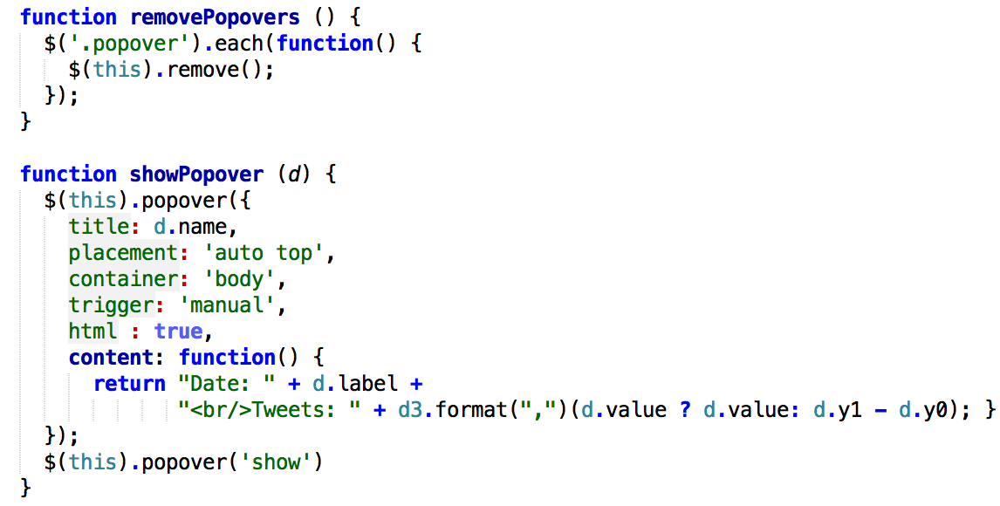 function removePopovers () {
  $('.popover').each(function() {
    $(this).remove();
  });
}

function showPopover (d) {
  $(this).popover({
    title: d.name,
    placement: 'auto top',
    container: 'body',
    trigger: 'manual',
    html : true,
    content: function() {
      return "Date: " + d.label +
             "<br/>Tweets: " + d3.format(",")(d.value ? d.value: d.y1 - d.y0); }
  });
  $(this).popover('show')
}